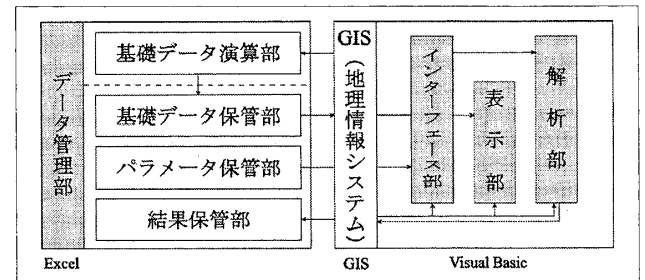 データ管理部
基礎データ演算部
基礎データ保管部
パラメータ保管部
結果保管部
GIS
(地理情報システム)
インターフェース部
表示部
解析部
Excel
GIS
Visual Basic